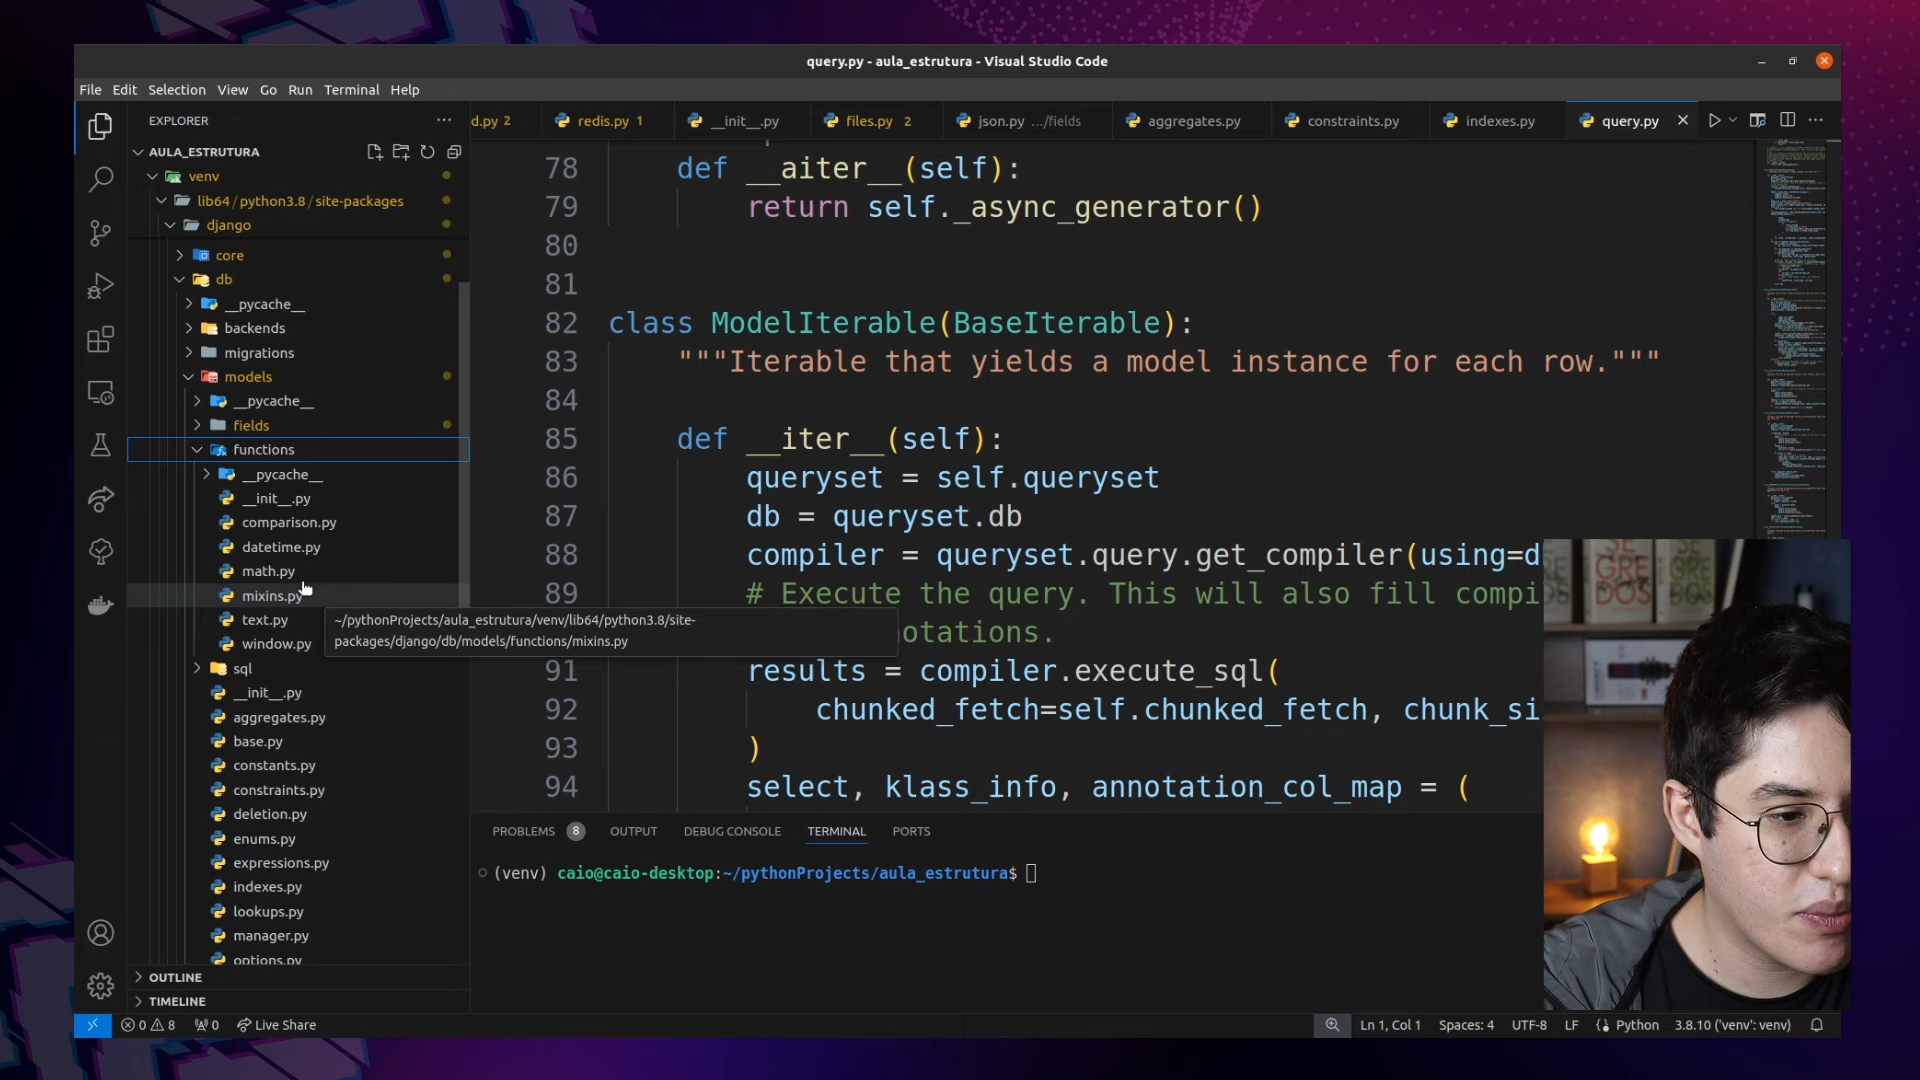 query.py - aula_estrutura - Visual Studio Code
File Edit Selection View Go Run Terminal Help
EXPLORER
d.py 2 redis.py 1 __init__.py files.py 2 json.py .../fields aggregates.py constraints.py indexes.py query.py
AULA_ESTRUTURA
venv
lib64 / python3.8 / site-packages
django
core
db
__pycache__
backends
migrations
models
__pycache__
fields
functions
__pycache__
__init__.py
comparison.py
datetime.py
math.py
mixins.py
text.py
window.py
sql
__init__.py
aggregates.py
base.py
constants.py
constraints.py
deletion.py
enums.py
expressions.py
indexes.py
lookups.py
manager.py
options.py
OUTLINE
TIMELINE
78 def __aiter__(self):
79 return self._async_generator()
80
81
82 class ModelIterable(BaseIterable):
83 """Iterable that yields a model instance for each row."""
84
85 def __iter__(self):
86 queryset = self.queryset
87 db = queryset.db
88 compiler = queryset.query.get_compiler(using=d
89 # Execute the query. This will also fill compi
otations.
91 results = compiler.execute_sql(
92 chunked_fetch=self.chunked_fetch, chunk_si
93 )
94 select, klass_info, annotation_col_map = (
~/pythonProjects/aula_estrutura/venv/lib64/python3.8/site-
packages/django/db/models/functions/mixins.py
PROBLEMS 8 OUTPUT DEBUG CONSOLE TERMINAL PORTS
(venv) caio@caio-desktop:~/pythonProjects/aula_estrutura$
SE
GRE
DOS
0 8 0 Live Share
Ln 1, Col 1 Spaces: 4 UTF-8 LF Python 3.8.10 ('venv': venv)